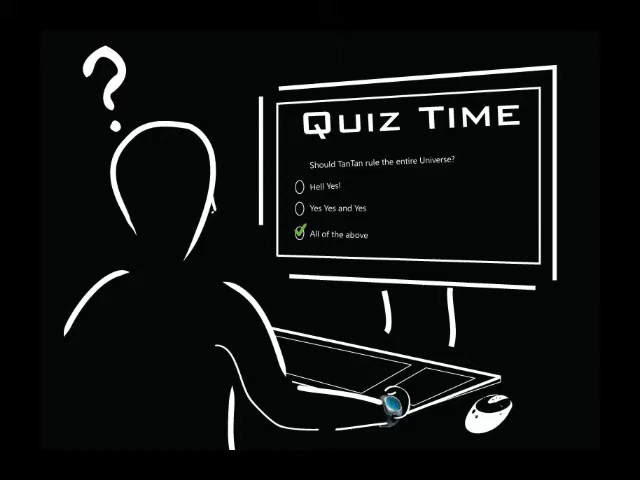 ?
Quiz Time
Should TanTan rule the entire Universe?
Hell Yes!
Yes Yes and Yes
All of the above